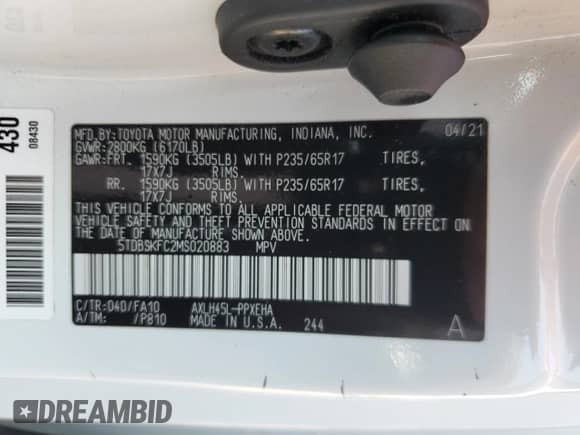 430
08430
MFD.BY:TOYOTA MOTOR MANUFACTURING, INDIANA, INC. 04/21
GVWR:2800KG (6170LB)
GAWR:FRT. 1590KG (3505LB) WITH P235/65R17 TIRES,
17X7J RIMS.
RR. 1590KG (3505LB) WITH P235/65R17 TIRES,
17X7J RIMS.
THIS VEHICLE CONFORMS TO ALL APPLICABLE FEDERAL MOTOR
VEHICLE SAFETY AND THEFT PREVENTION STANDARDS IN EFFECT ON
THE DATE OF MANUFACTURE SHOWN ABOVE.
5TDBSKFC2MS020883 MPV
C/TR:040/FA10 AXLH45L-PPXEHA
A/TM: /P810 MADE IN U.S.A. 244 A
DREAMBID